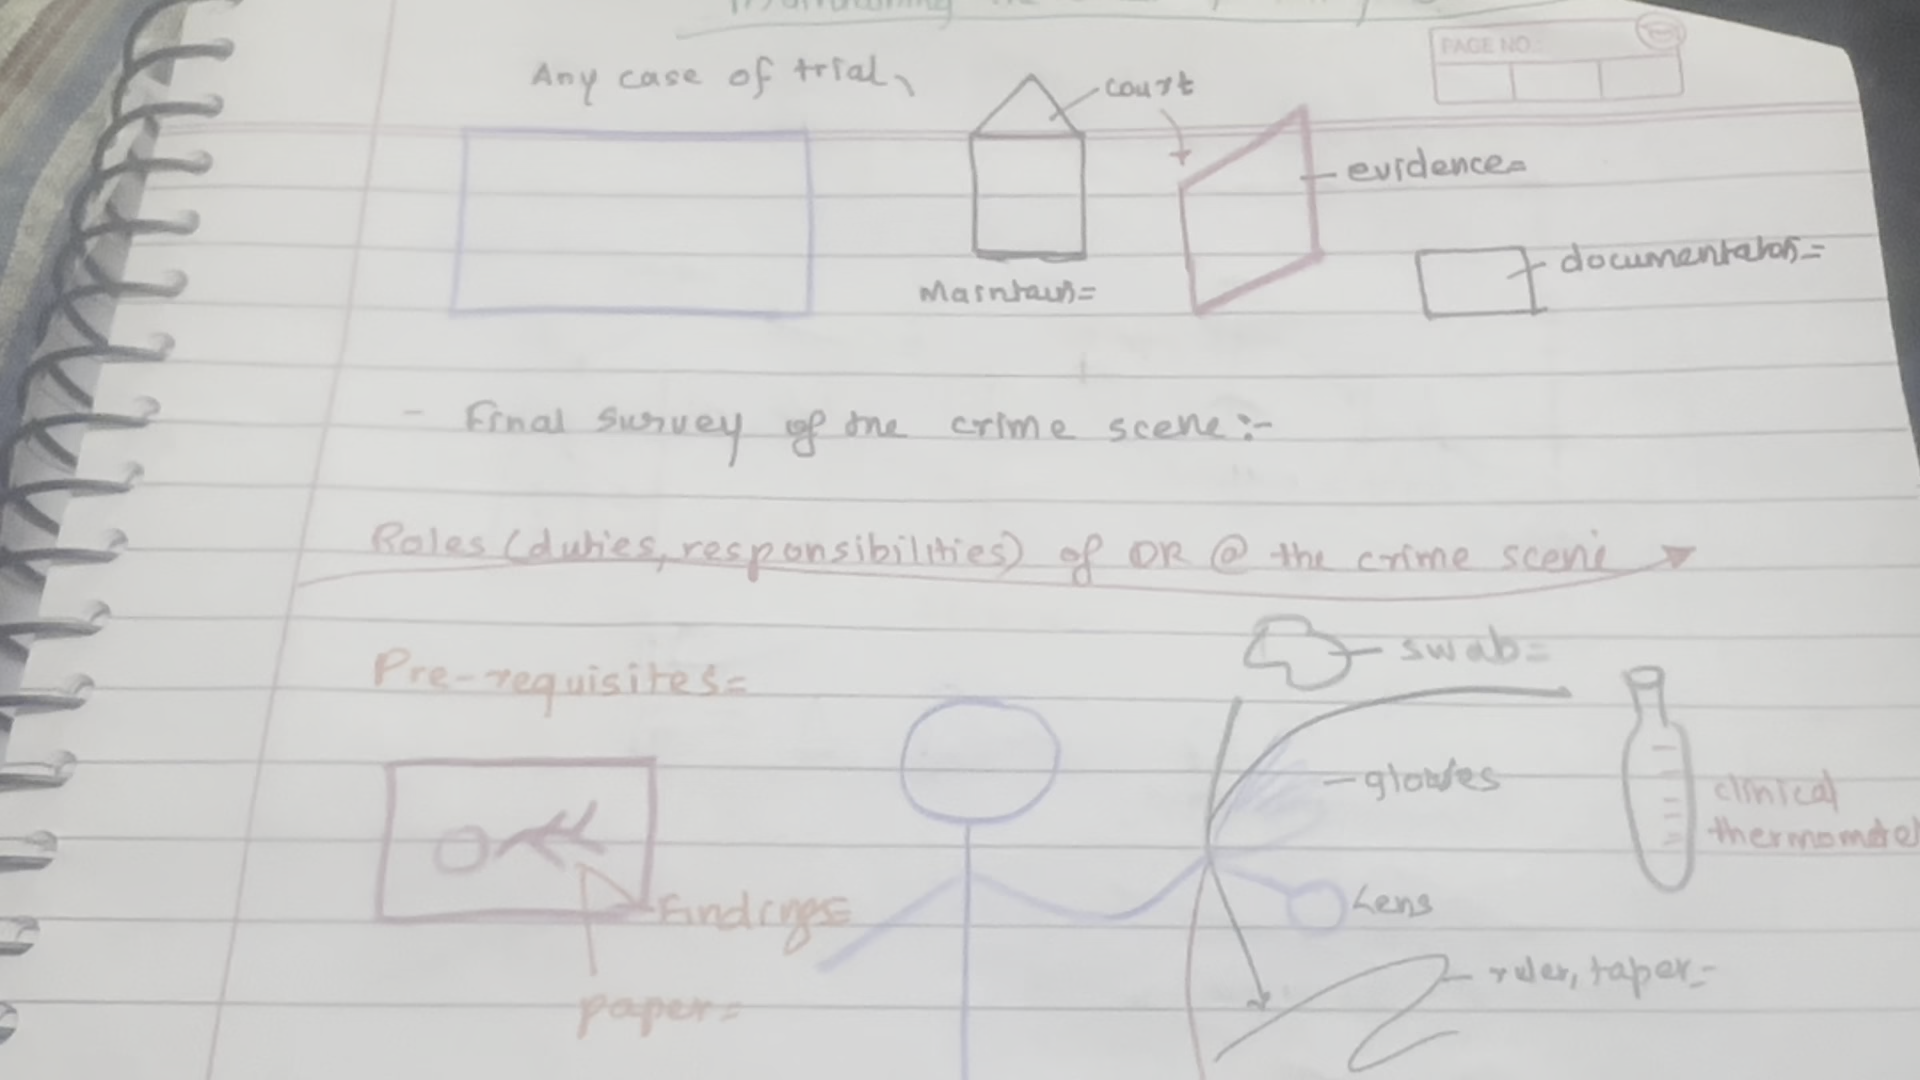 Any case of trial,
court
PAGE NO.:
evidence=
documentation=
Maintain=
- Final survey of the crime scene:-
Roles (duties, responsibilities) of DR @ the crime scene
swab=
Pre-requisites=
gloves
clinical
thermometer
Lens
Findings=
ruler, taper=
paper=